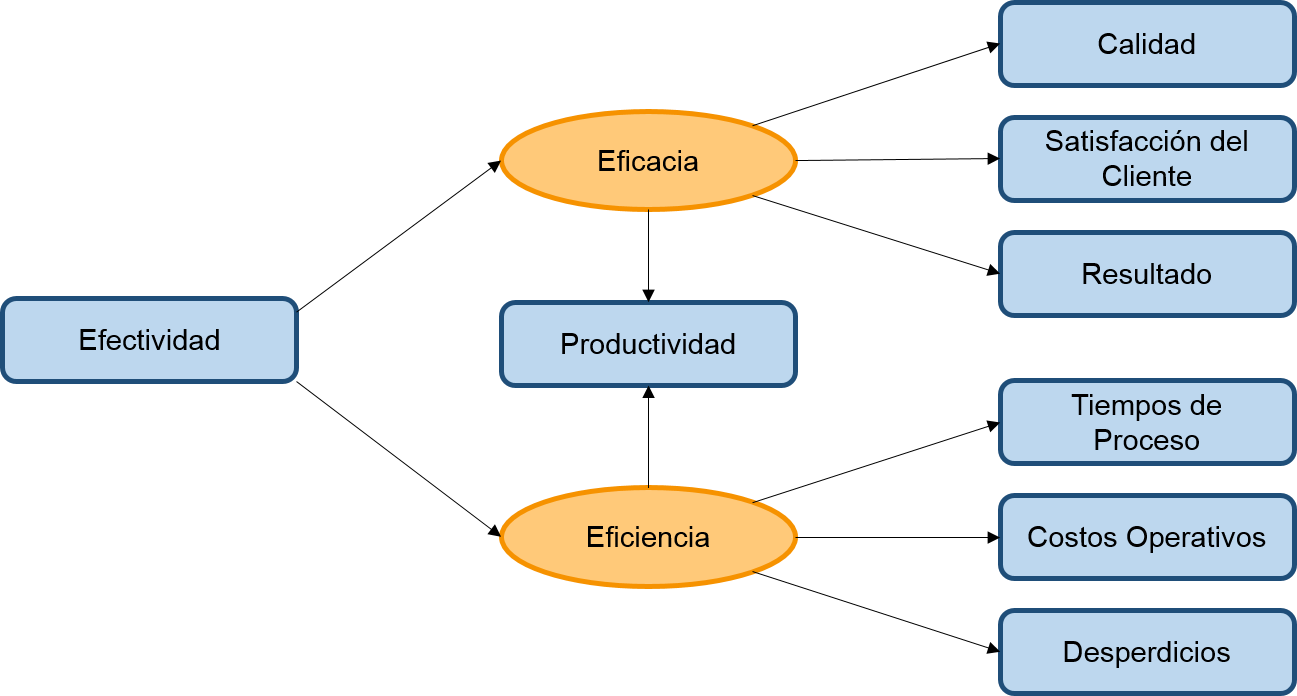 Calidad
Eficacia
Satisfacción del
Cliente
Resultado
Efectividad
Productividad
Tiempos de
Proceso
Eficiencia
Costos Operativos
Desperdicios